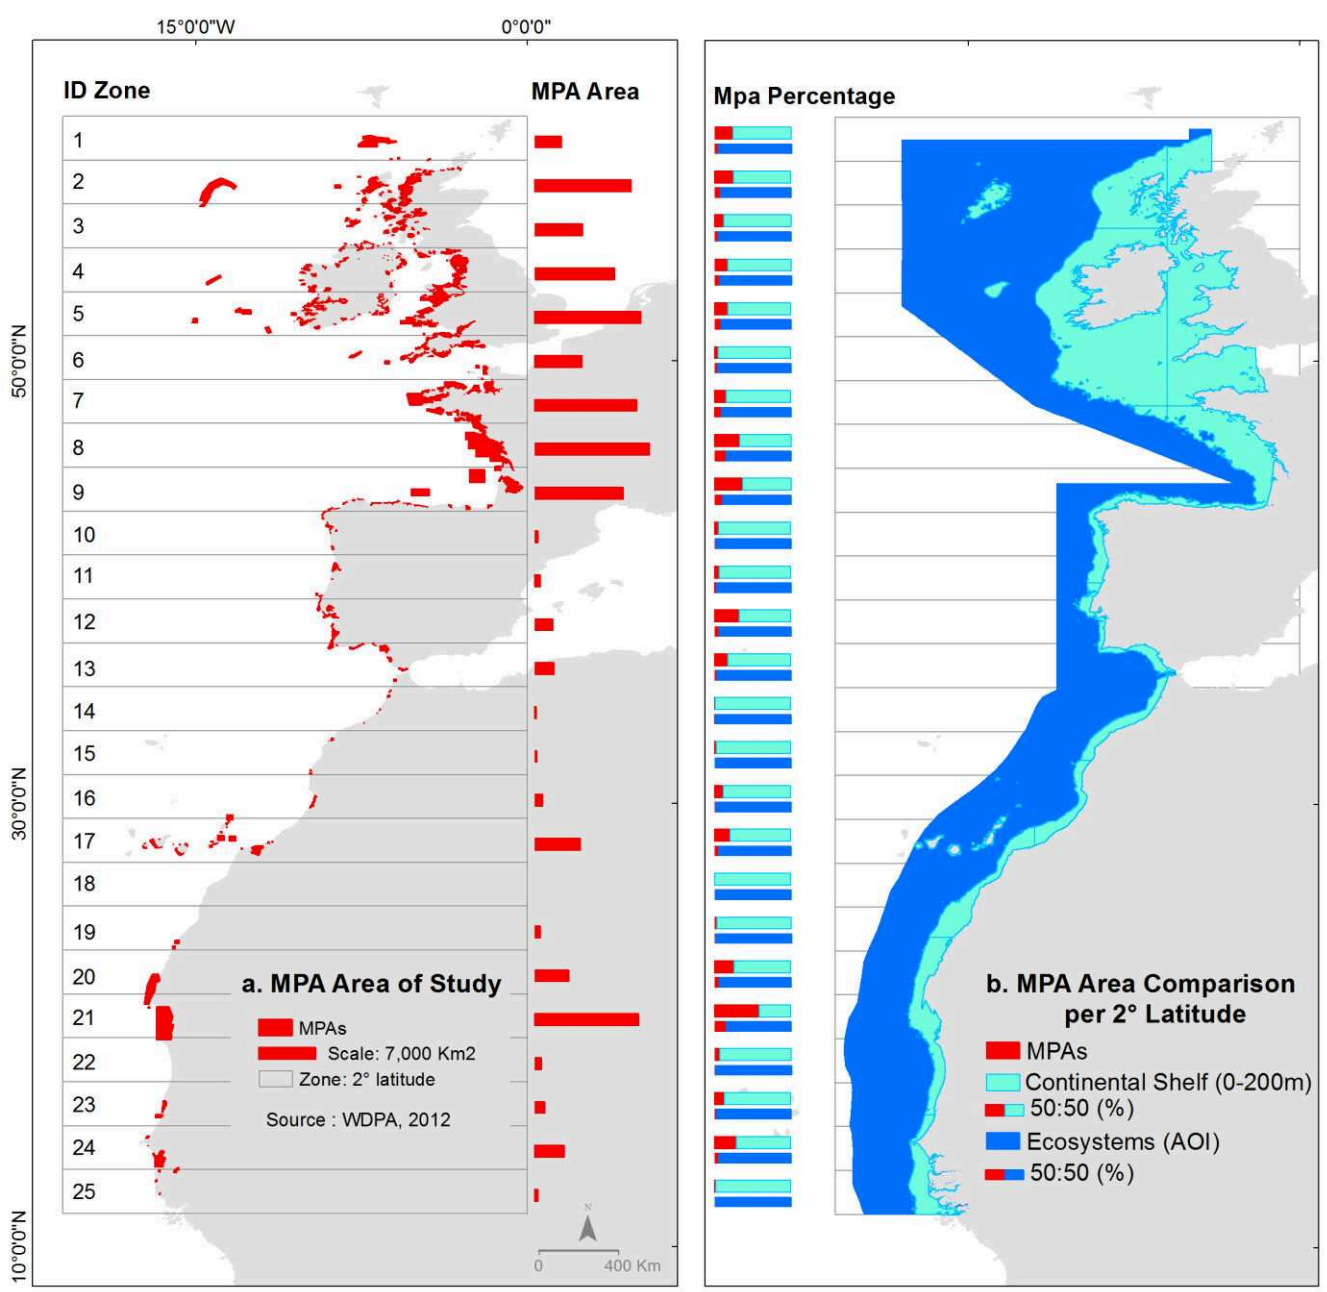 15°0'0"W 0°0'0"
ID Zone MPA Area
Mpa Percentage
1
2
3
4
5
6
7
8
9
10
11
12
13
14
15
16
17
18
19
20
21
22
23
24
25
50°0'0"N
30°0'0"N
10°0'0"N
a. MPA Area of Study
MPAs
Scale: 7,000 Km2
Zone: 2° latitude
Source : WDPA, 2012
N
0 400 Km
b. MPA Area Comparison
per 2° Latitude
MPAs
Continental Shelf (0-200m)
50:50 (%)
Ecosystems (AOI)
50:50 (%)